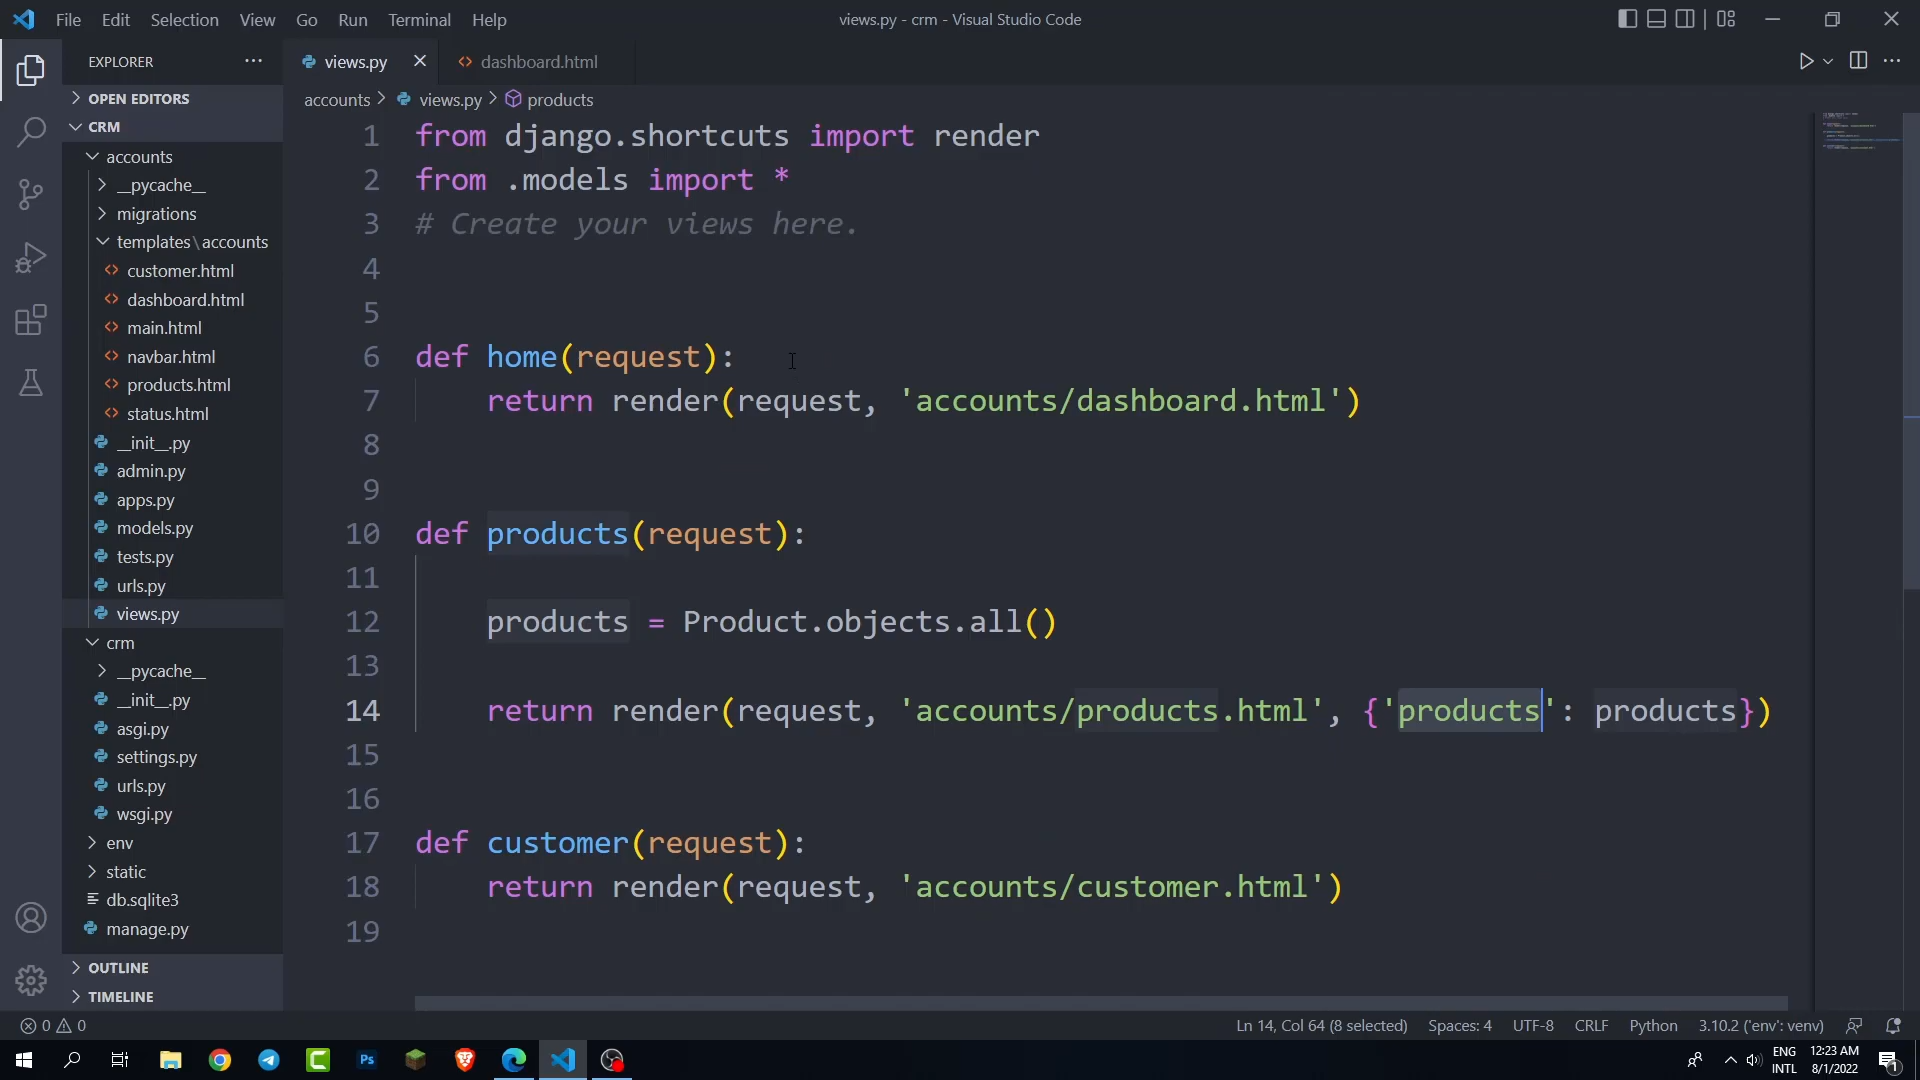 File Edit Selection View Go Run Terminal Help
views.py - crm - Visual Studio Code
EXPLORER
views.py
dashboard.html
OPEN EDITORS
CRM
accounts
__pycache__
migrations
templates\accounts
customer.html
dashboard.html
main.html
navbar.html
products.html
status.html
__init__.py
admin.py
apps.py
models.py
tests.py
urls.py
views.py
crm
__pycache__
__init__.py
asgi.py
settings.py
urls.py
wsgi.py
env
static
db.sqlite3
manage.py
OUTLINE
TIMELINE
accounts > views.py > products
1 from django.shortcuts import render
2 from .models import *
3 # Create your views here.
4
5
6 def home(request):
7 return render(request, 'accounts/dashboard.html')
8
9
10 def products(request):
11
12 products = Product.objects.all()
13
14 return render(request, 'accounts/products.html', {'products': products})
15
16
17 def customer(request):
18 return render(request, 'accounts/customer.html')
19
0 0
Ln 14, Col 64 (8 selected) Spaces: 4 UTF-8 CRLF Python 3.10.2 ('env': venv)
Ps
ENG
INTL
12:23 AM
8/1/2022
1